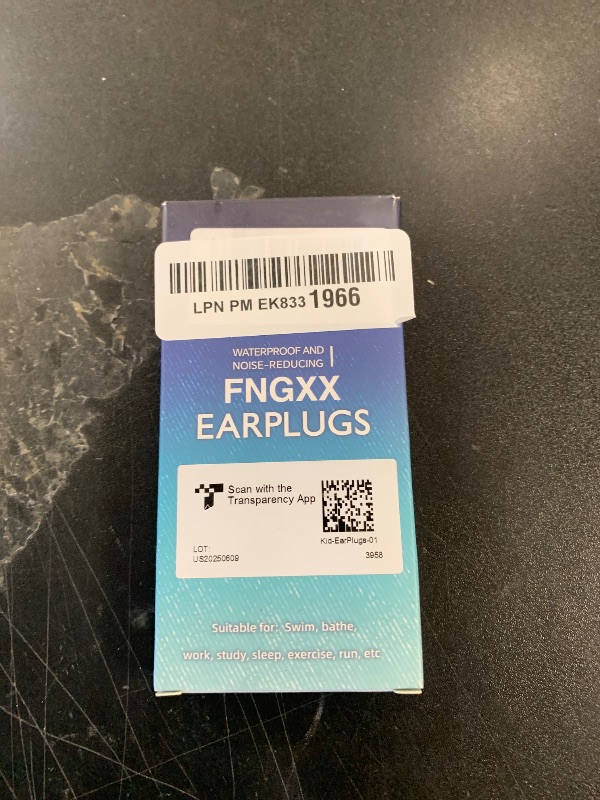 LPN PM EK833 1966
WATERPROOF AND
NOISE-REDUCING
FNGXX
EARPLUGS
Scan with the
Transparency App
Kid-EarPlugs-01
LOT:
US20250609
3958
Suitable for: Swim, bathe,
work, study, sleep, exercise, run, etc